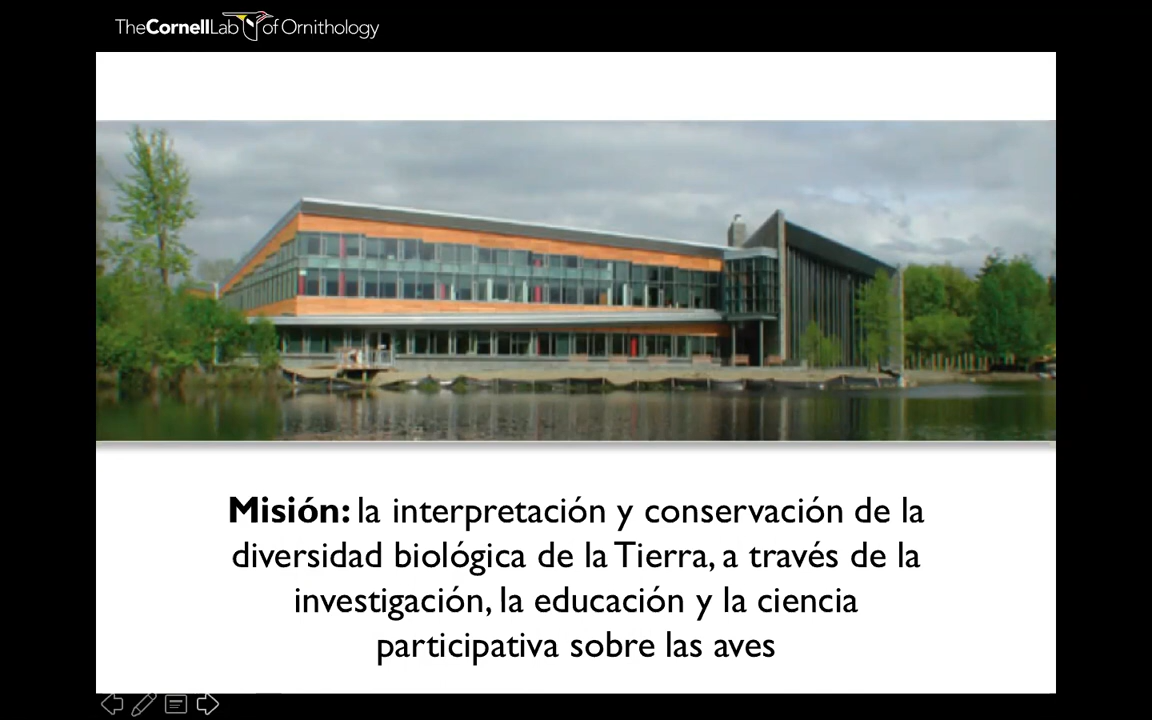 TheCornellLab of Ornithology
Misión: la interpretación y conservación de la
diversidad biológica de la Tierra, a través de la
investigación, la educación y la ciencia
participativa sobre las aves